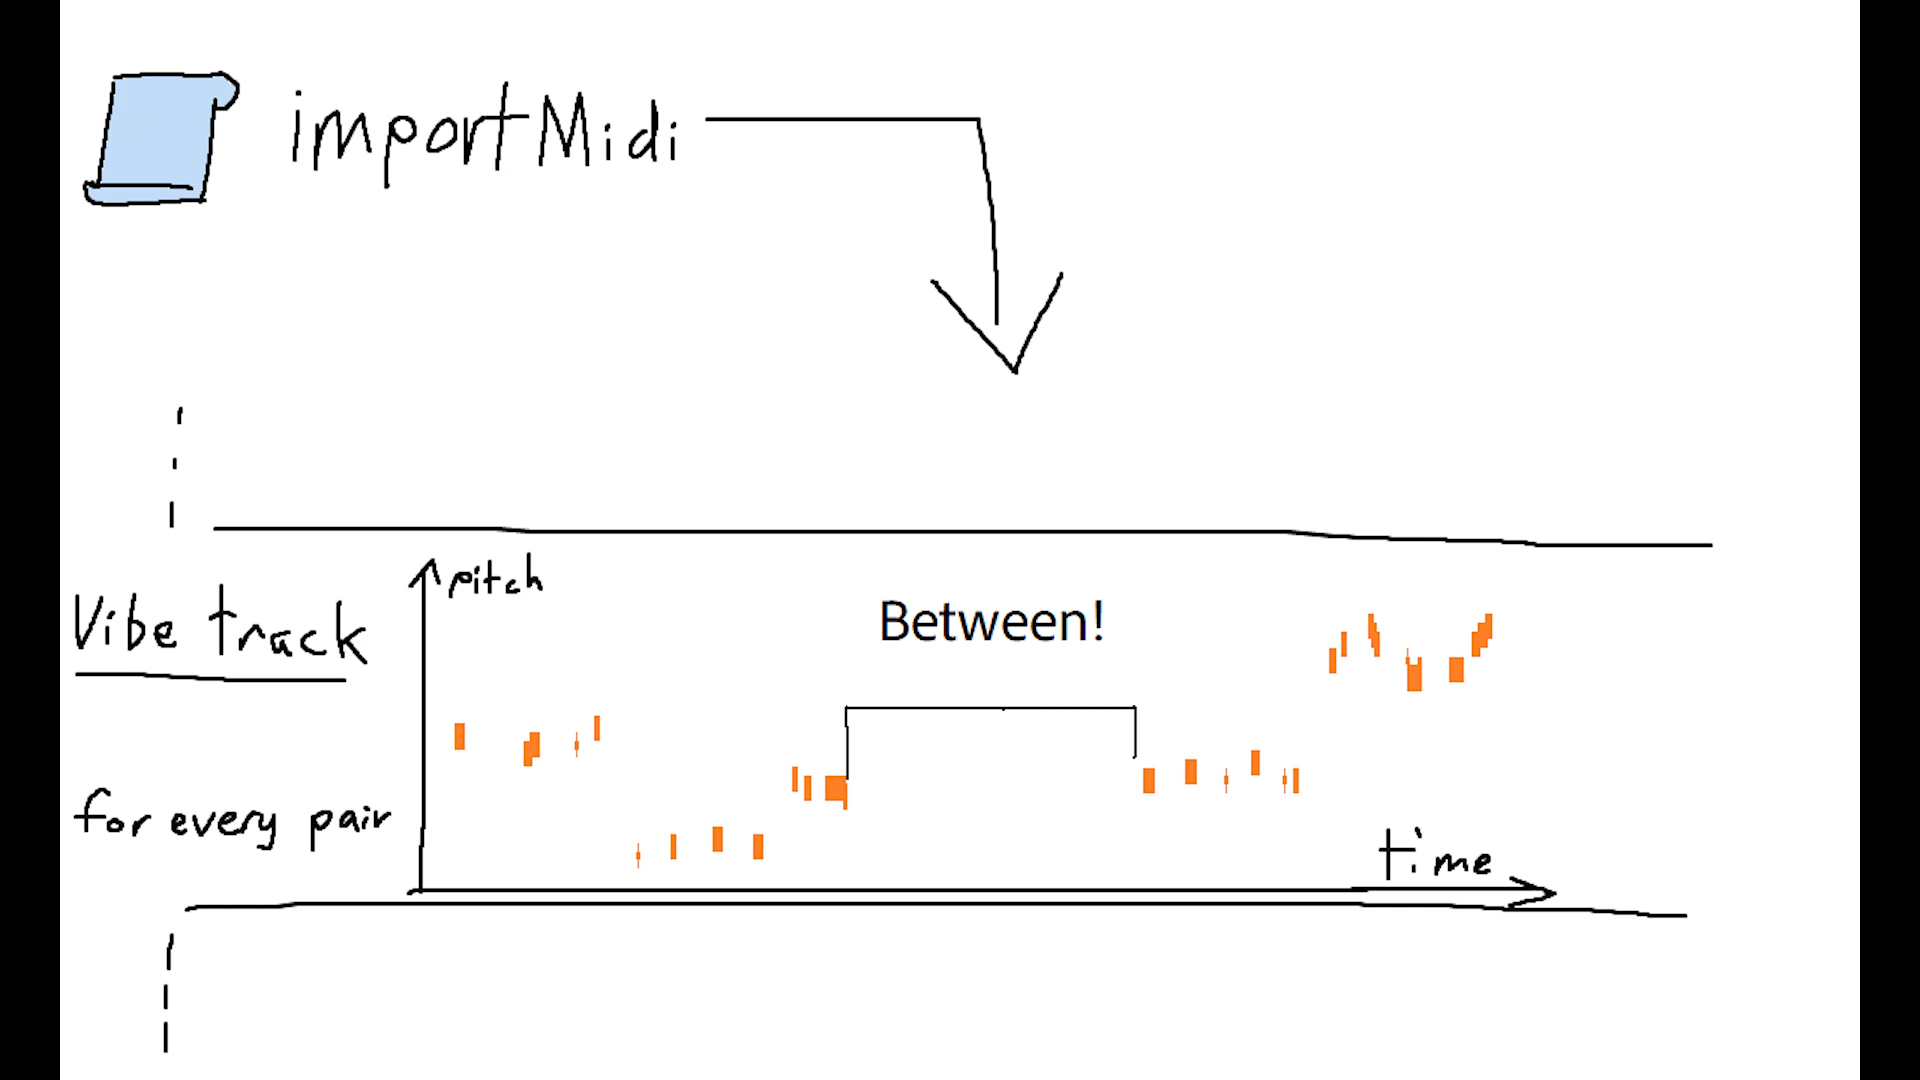 importMidi
pitch
Between!
Vibe track
for every pair
time